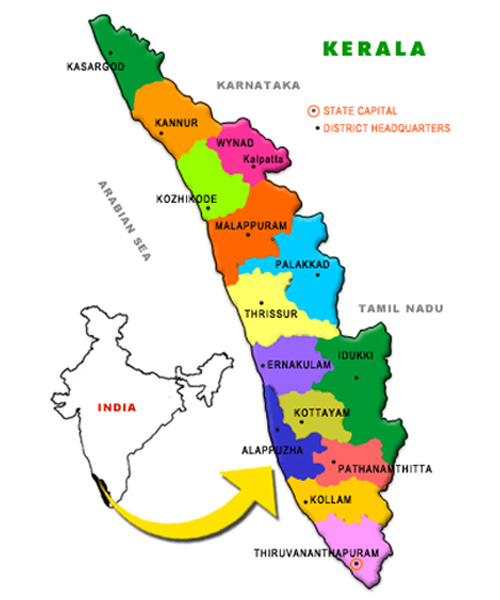 KERALA
KASARGOD
KARNATAKA
STATE CAPITAL
DISTRICT HEADQUARTERS
KANNUR
WYNAD
Kalpatta
KOZHIKODE
ARABIAN SEA
MALAPPURAM
PALAKKAD
THRISSUR
TAMIL NADU
IDUKKI
ERNAKULAM
INDIA
KOTTAYAM
ALAPPUZHA
PATHANAMTHITTA
KOLLAM
THIRUVANANTHAPURAM